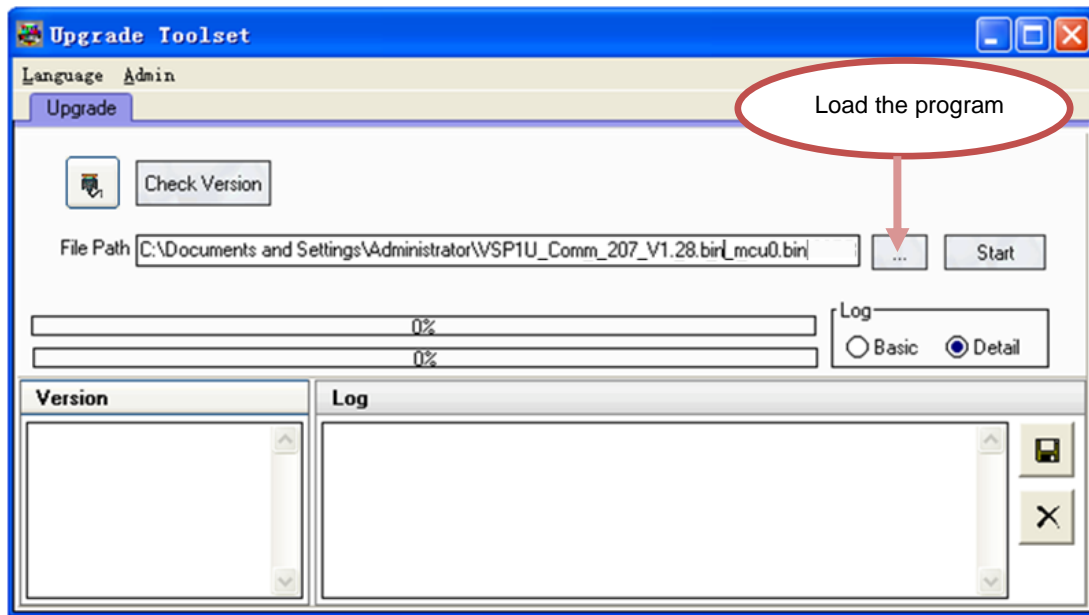 Upgrade Toolset
Language Admin
Upgrade
Load the program
Check Version
File Path C:\Documents and Settings\Administrator\VSP1U_Comm_207_V1.28.bin_mcu0.bin ... Start
0%
0%
Log
Basic Detail
Version Log